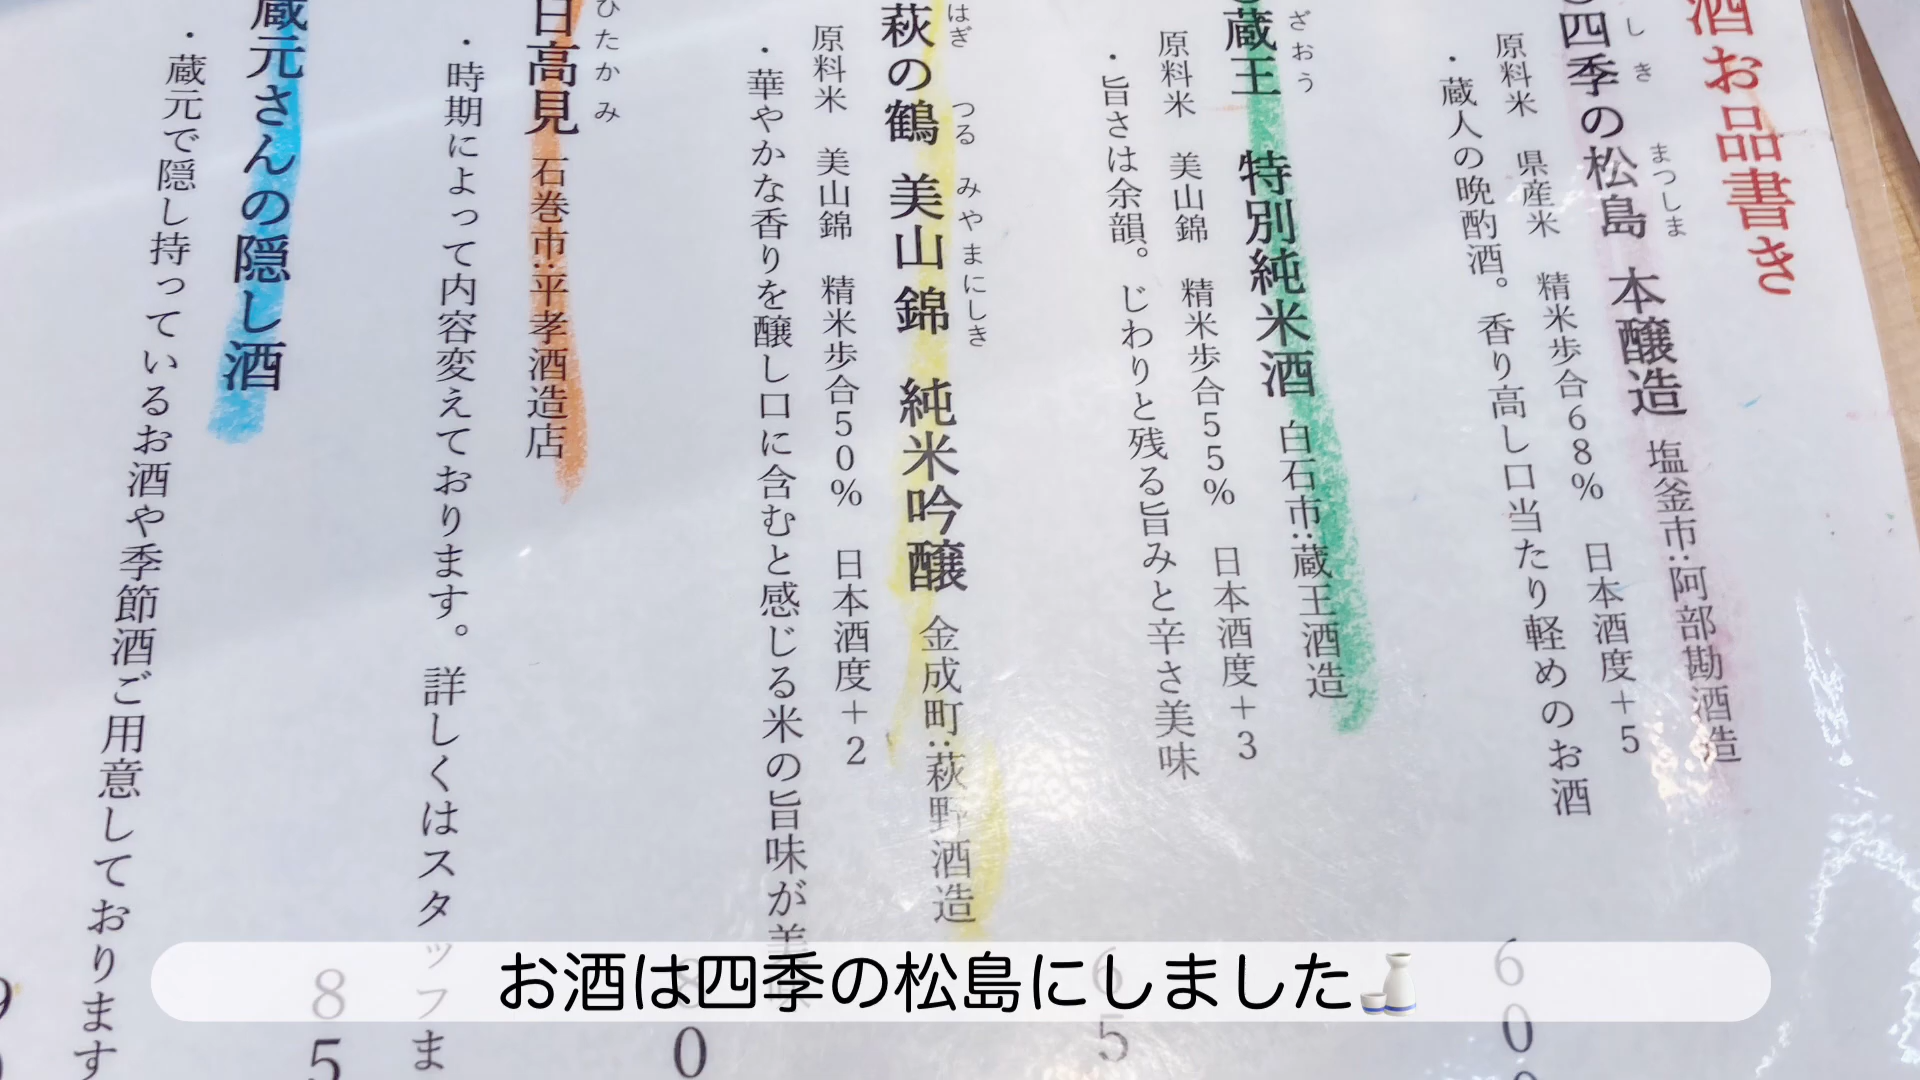 酒お品書き
四季の松島 本醸造 塩釜市:阿部勘酒造
しき まつしま
原料米 県産米 精米歩合68% 日本酒度+5
・蔵人の晩酌酒。香り高し口当たり軽めのお酒
600
蔵王 特別純米酒 白石市:蔵王酒造
ざおう
原料米 美山錦 精米歩合55% 日本酒度+3
・旨さは余韻。じわりと残る旨みと辛さ美味
65
萩の鶴 美山錦 純米吟醸 金成町:萩野酒造
はぎ つる みやまにしき
原料米 美山錦 精米歩合50% 日本酒度+2
・華やかな香りを醸し口に含むと感じる米の旨味が美味
80
日高見 石巻市:平孝酒造店
ひたかみ
・時期によって内容変えております。詳しくはスタッフま
85
蔵元さんの隠し酒
・蔵元で隠し持っているお酒や季節酒ご用意しております
お酒は四季の松島にしました🍶